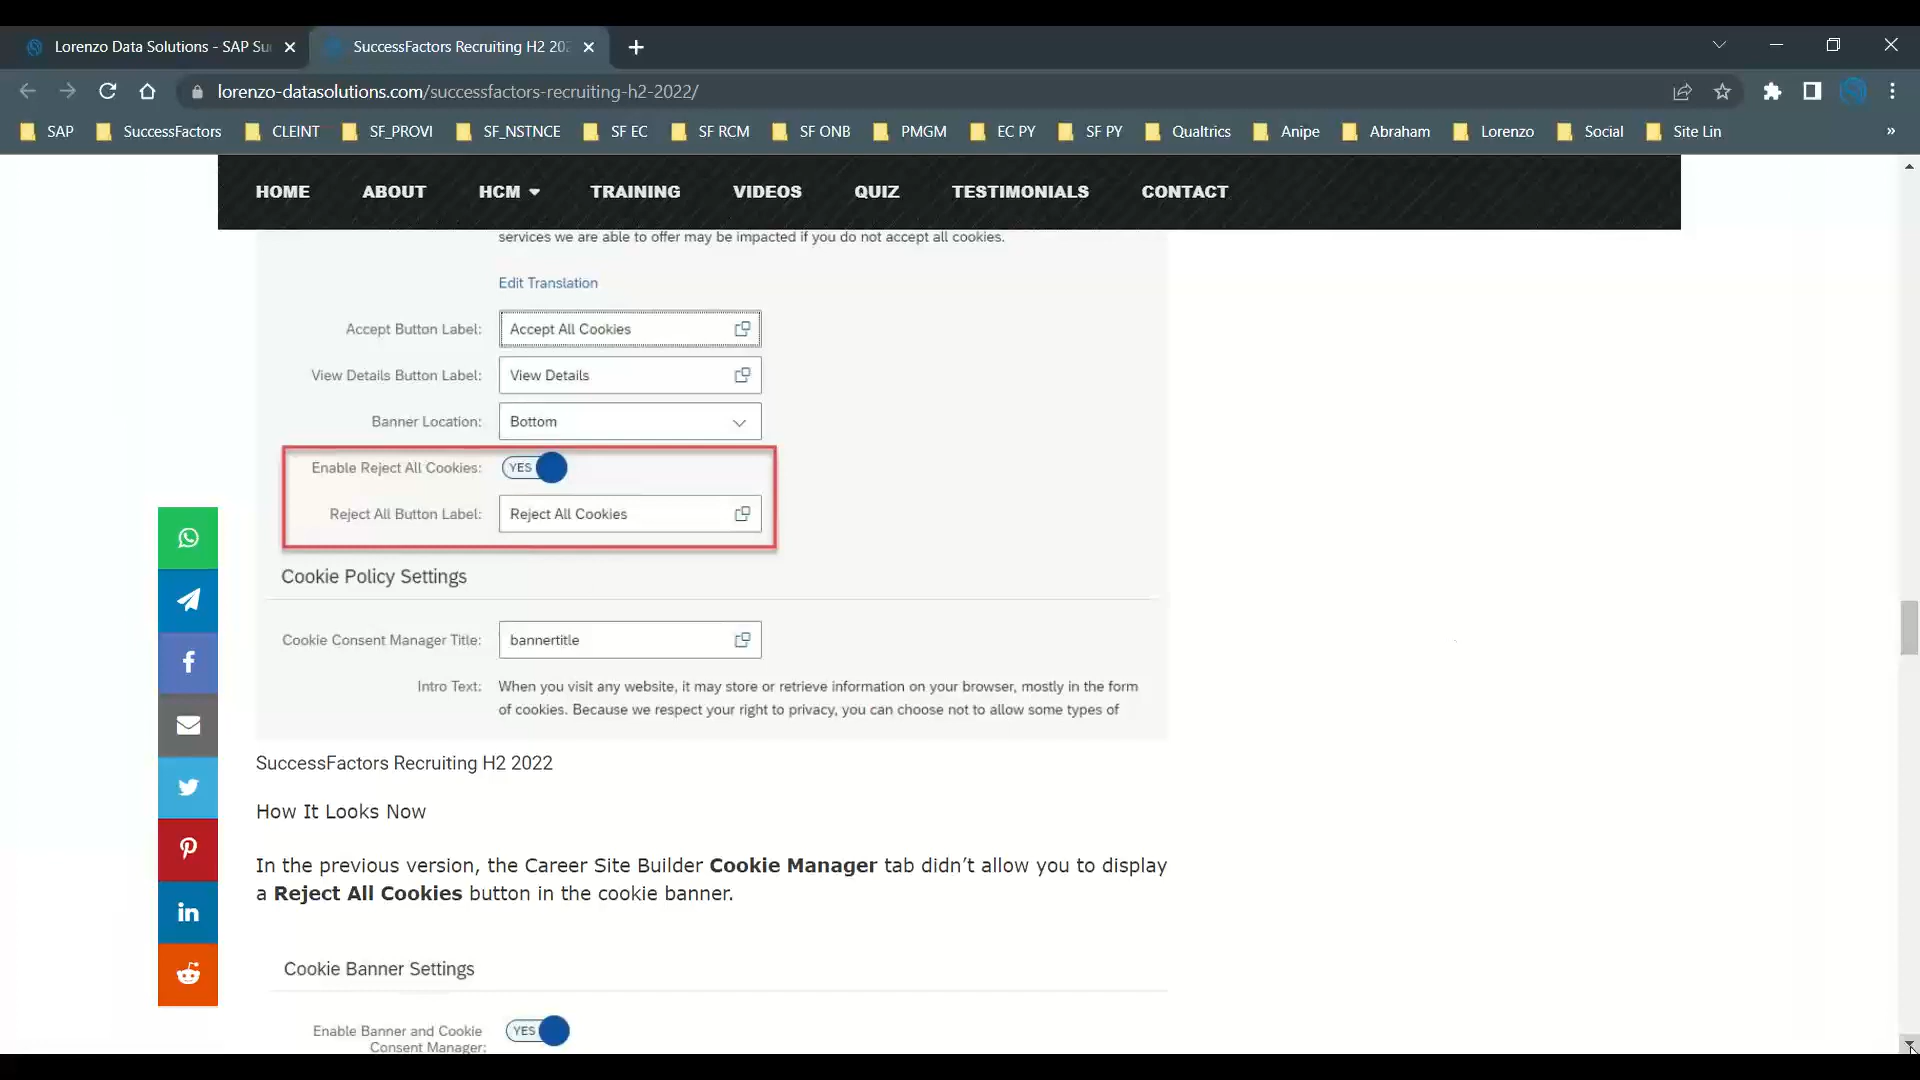 Lorenzo Data Solutions - SAP Su
SuccessFactors Recruiting H2 202
lorenzo-datasolutions.com/successfactors-recruiting-h2-2022/
SAP SuccessFactors CLEINT SF_PROVI SF_NSTNCE SF EC SF RCM SF ONB PMGM EC PY SF PY Qualtrics Anipe Abraham Lorenzo Social Site Lin »
HOME ABOUT HCM TRAINING VIDEOS QUIZ TESTIMONIALS CONTACT
services we are able to offer may be impacted if you do not accept all cookies.
Edit Translation
Accept Button Label: Accept All Cookies
View Details Button Label: View Details
Banner Location: Bottom
Enable Reject All Cookies: YES
Reject All Button Label: Reject All Cookies
Cookie Policy Settings
Cookie Consent Manager Title: bannertitle
Intro Text: When you visit any website, it may store or retrieve information on your browser, mostly in the form
of cookies. Because we respect your right to privacy, you can choose not to allow some types of
SuccessFactors Recruiting H2 2022
How It Looks Now
In the previous version, the Career Site Builder Cookie Manager tab didn’t allow you to display
a Reject All Cookies button in the cookie banner.
Cookie Banner Settings
Enable Banner and Cookie YES
Consent Manager: